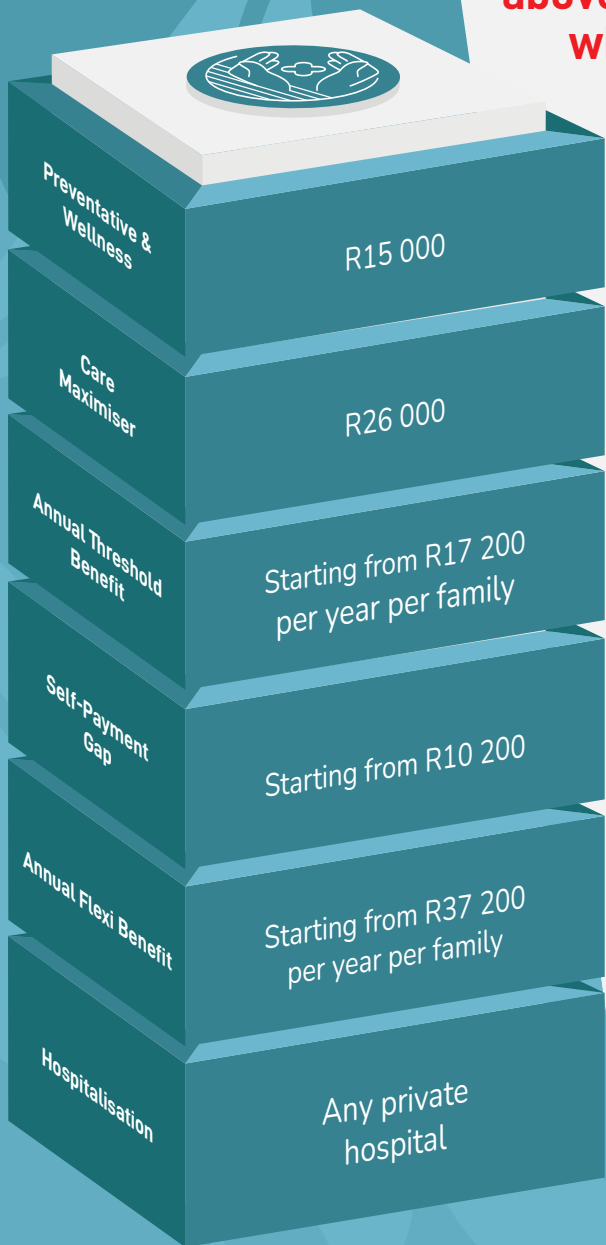 above
W
Preventative &
Wellness
R15 000
Care
Maximiser
R26 000
Annual Threshold
Benefit
Starting from R17 200
per year per family
Self-Payment
Gap
Starting from R10 200
Annual Flexi Benefit
Starting from R37 200
per year per family
Hospitalisation
Any private
hospital